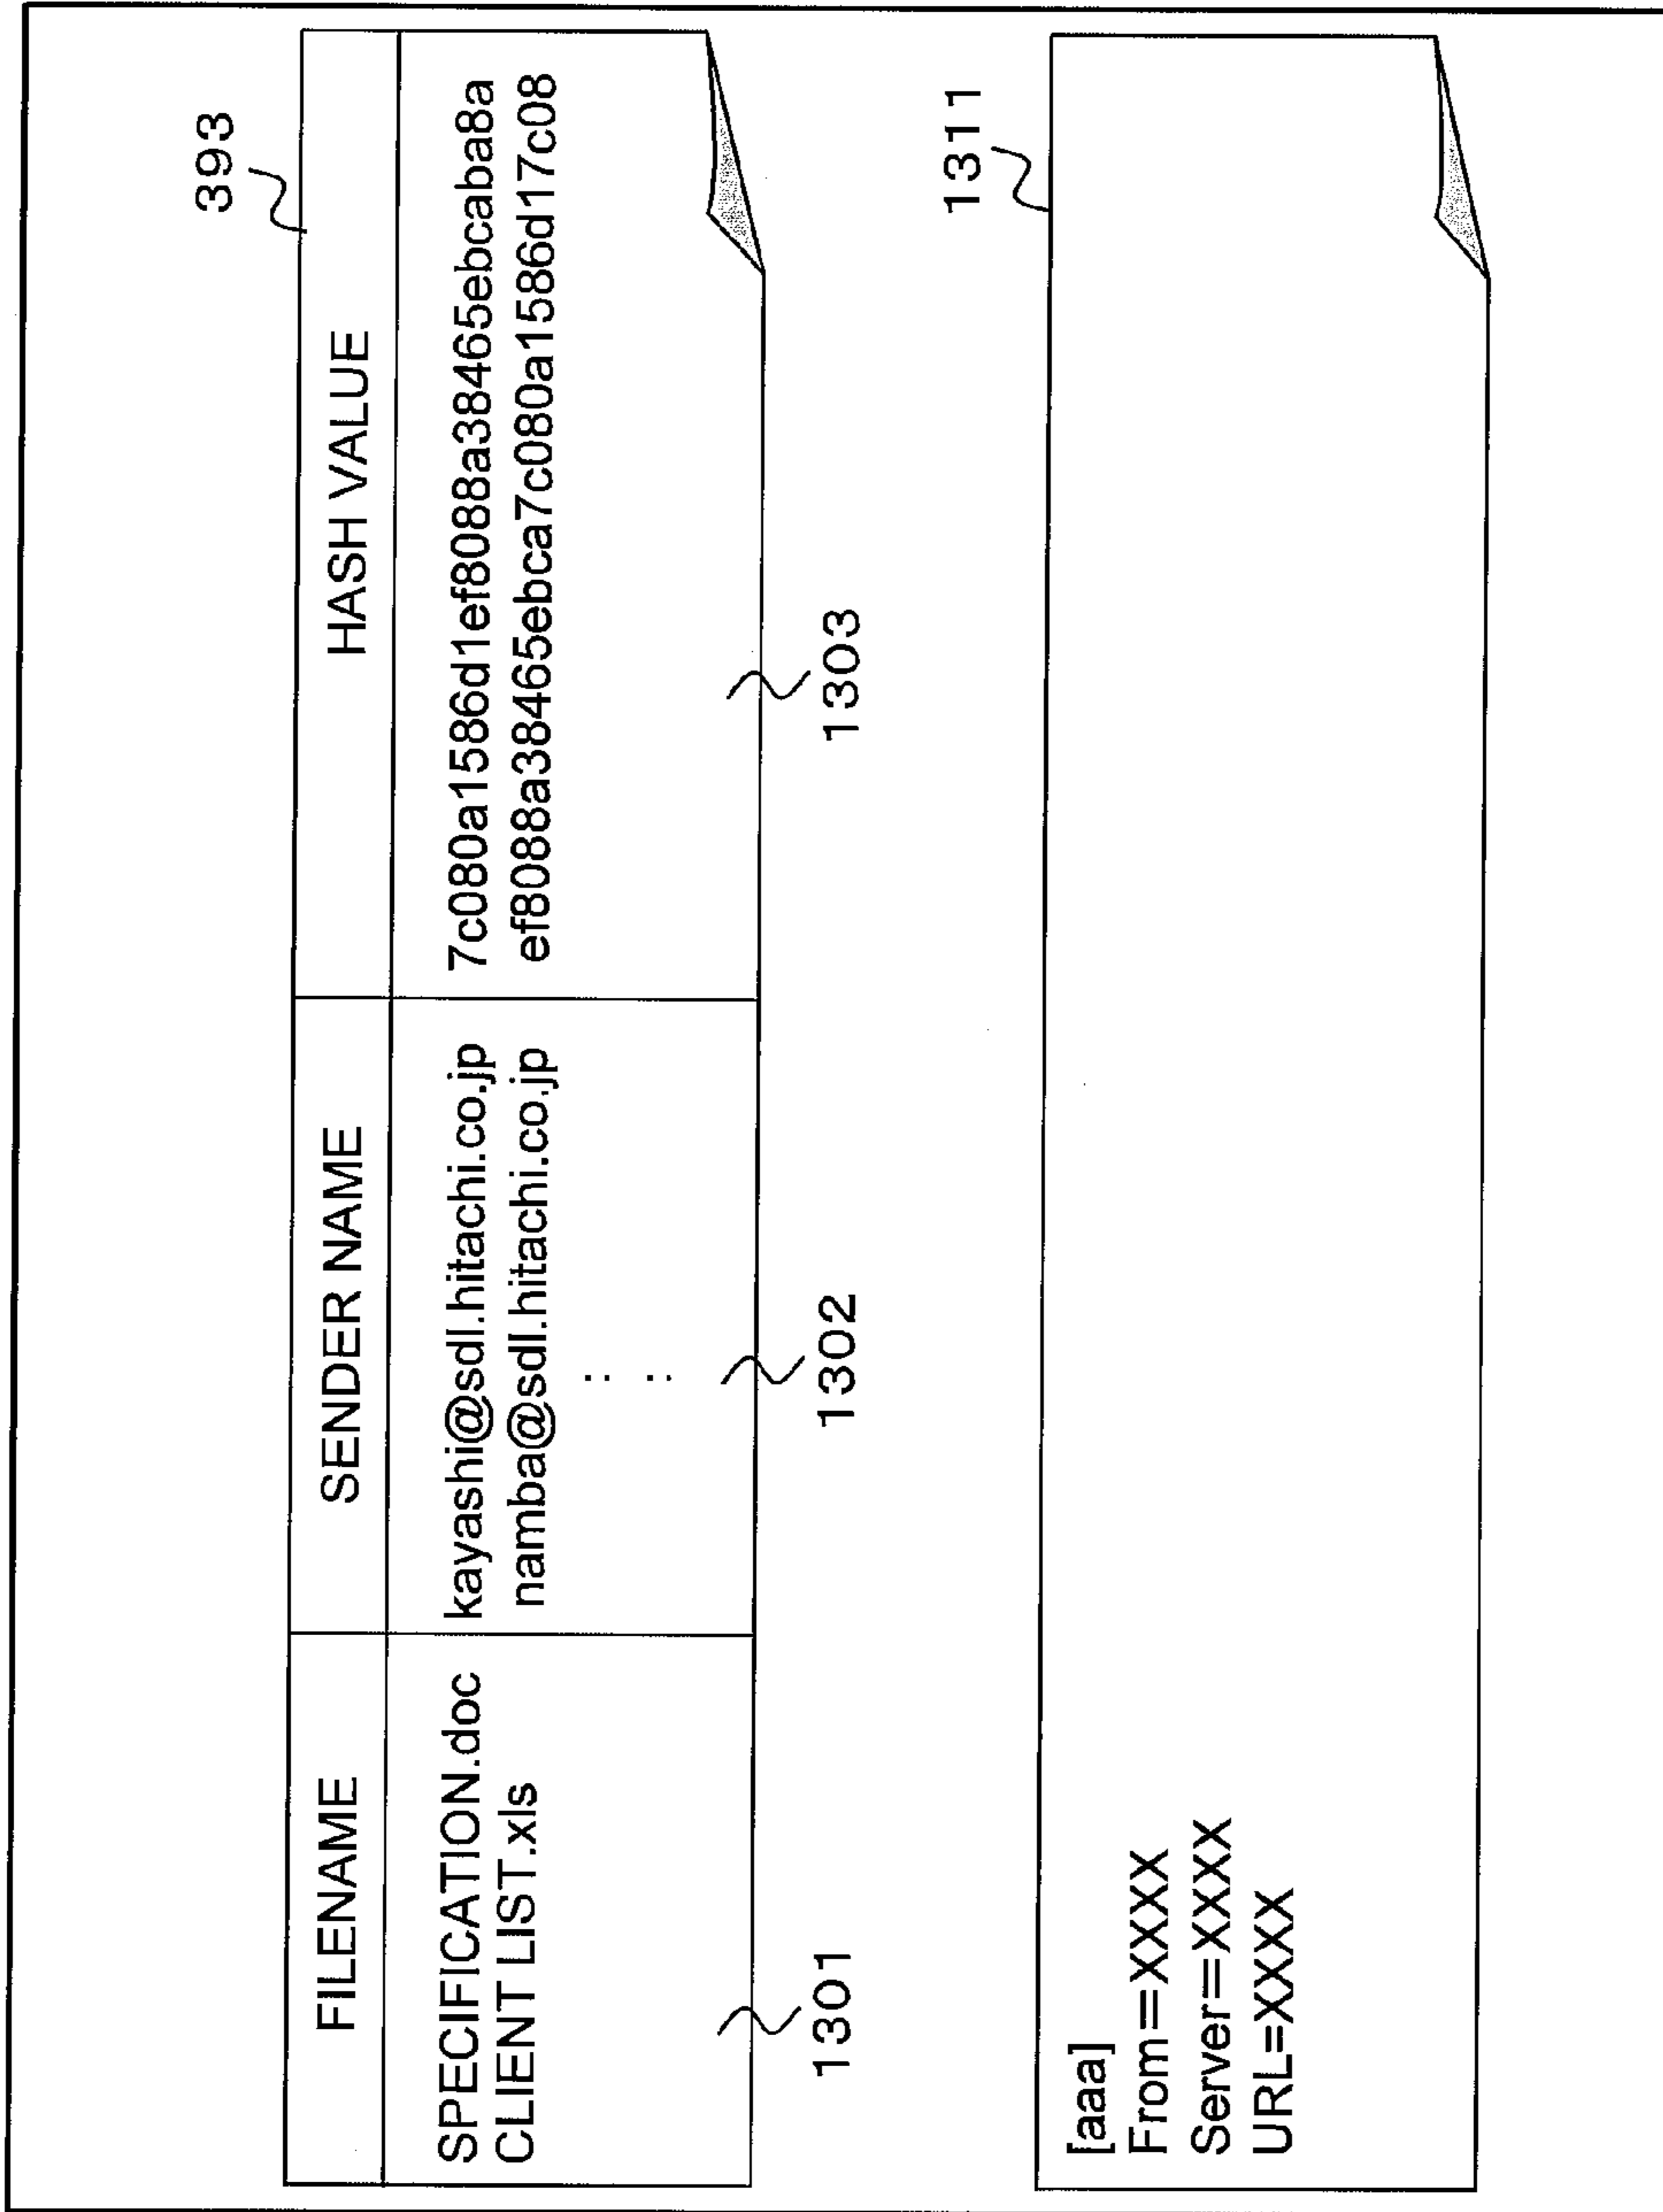 393
FILENAME SENDER NAME HASH VALUE
SPECIFICATION.doc kayashi@sdl.hitachi.co.jp 7c080a1586d1ef8088a38465ebcaba8a
CLIENT LIST.xls namba@sdl.hitachi.co.jp ef8088a38465ebca7c080a1586d17c08
:
:
1301 1302 1303
1311
[aaa]
From=XXXX
Server=XXXX
URL=XXXX